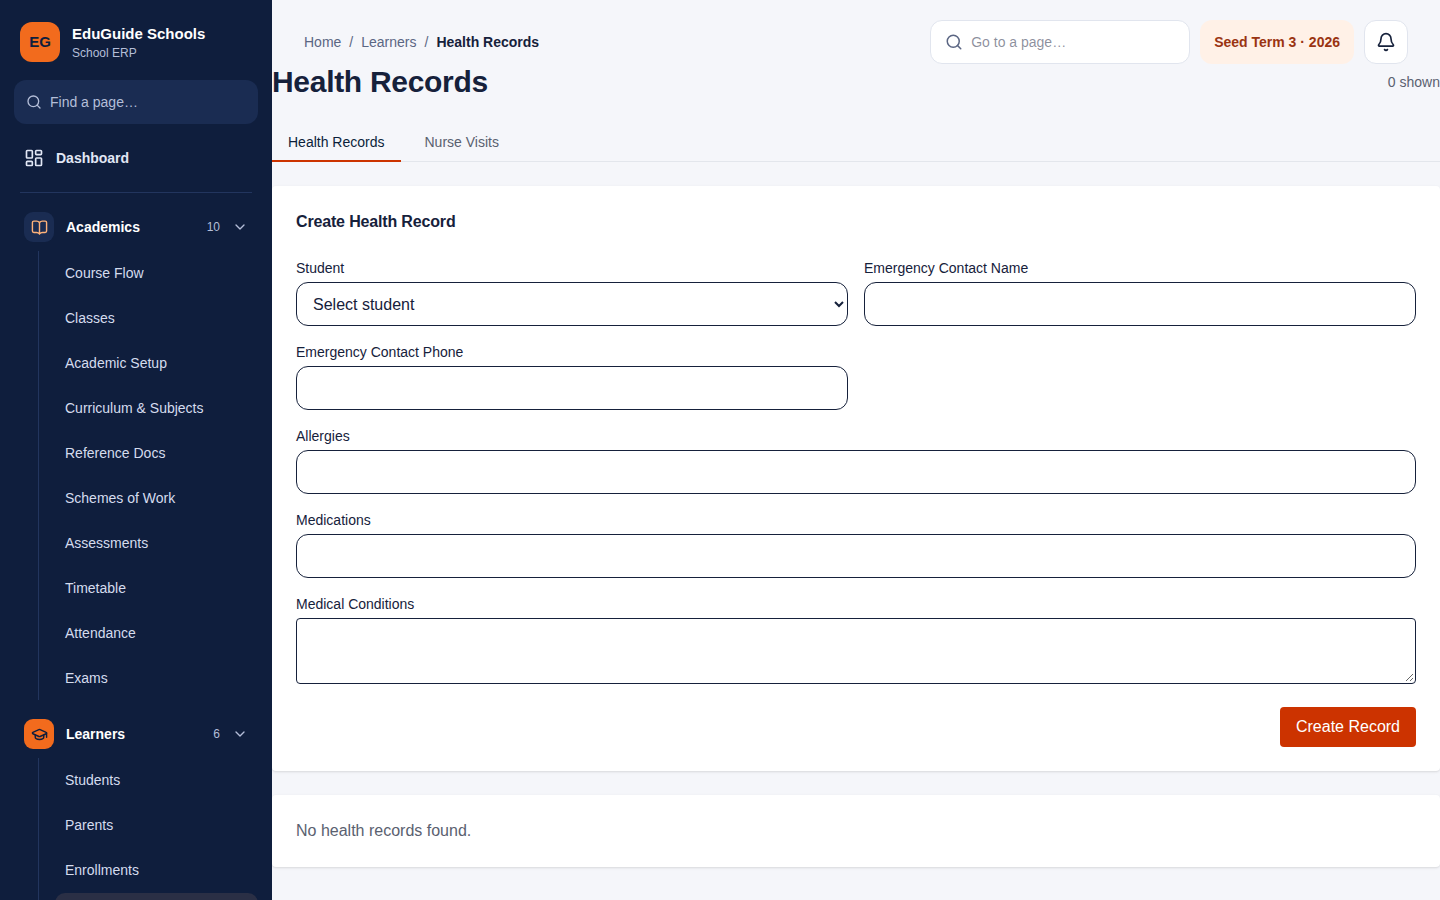 EG
EduGuide Schools
School ERP
Find a page…
Dashboard
Academics 10
Course Flow
Classes
Academic Setup
Curriculum & Subjects
Reference Docs
Schemes of Work
Assessments
Timetable
Attendance
Exams
Learners 6
Students
Parents
Enrollments
Home / Learners / Health Records
Go to a page…
Seed Term 3 · 2026
Health Records
0 shown
Health Records
Nurse Visits
Create Health Record
Student
Emergency Contact Name
Select student
Emergency Contact Phone
Allergies
Medications
Medical Conditions
Create Record
No health records found.